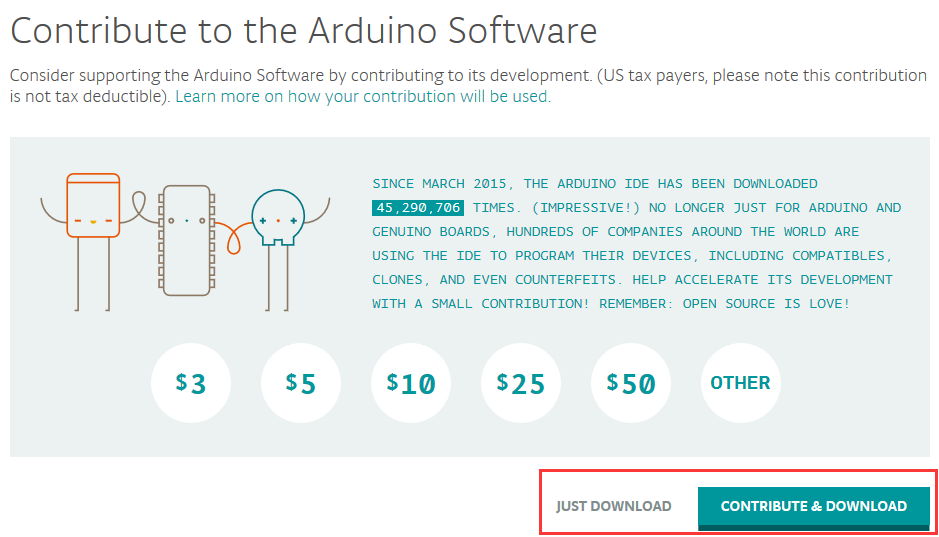 Contribute to the Arduino Software
Consider supporting the Arduino Software by contributing to its development. (US tax payers, please note this contribution
is not tax deductible). Learn more on how your contribution will be used.
SINCE MARCH 2015, THE ARDUINO IDE HAS BEEN DOWNLOADED
45,290,706 TIMES. (IMPRESSIVE!) NO LONGER JUST FOR ARDUINO AND
GENUINO BOARDS, HUNDREDS OF COMPANIES AROUND THE WORLD ARE
USING THE IDE TO PROGRAM THEIR DEVICES, INCLUDING COMPATIBLES,
CLONES, AND EVEN COUNTERFEITS. HELP ACCELERATE ITS DEVELOPMENT
WITH A SMALL CONTRIBUTION! REMEMBER: OPEN SOURCE IS LOVE!
$3 $5 $10 $25 $50 OTHER
JUST DOWNLOAD CONTRIBUTE & DOWNLOAD